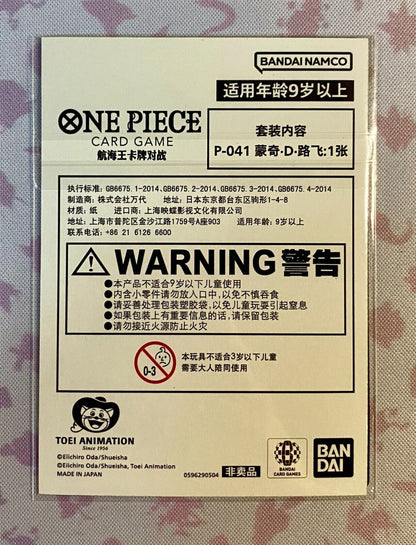 BANDAI NAMCO
适用年龄9岁以上
ONE PIECE
CARD GAME
航海王卡牌对战
套装内容
P-041 蒙奇·D·路飞:1张
执行标准: GB6675.1-2014、GB6675.2-2014、GB6675.3-2014、GB6675.4-2014
制造商: 株式会社万代 地址: 日本东京都台东区驹形1-4-8
材质: 纸 进口商: 上海映蝶影视文化有限公司
地址: 上海市普陀区金沙江路1759号A座903 适用年龄: 9岁以上
联系电话: +86 21 6126 6600
WARNING 警告
●本产品不适合9岁以下儿童使用
●内含小零件请勿放入口中,以免不慎吞食
●请妥善处理包装塑胶袋,以免儿童玩耍引起窒息
●如果包装上有重要信息的话,请保留包装
●请勿接近火源防止火灾
0-3
本玩具不适合3岁以下儿童
需要大人陪同使用
TOEI ANIMATION
Since 1956
©Eiichiro Oda/Shueisha
©Eiichiro Oda/Shueisha, Toei Animation
MADE IN JAPAN
0596290504
非卖品
BANDAI
CARD GAMES
BAN
DAI